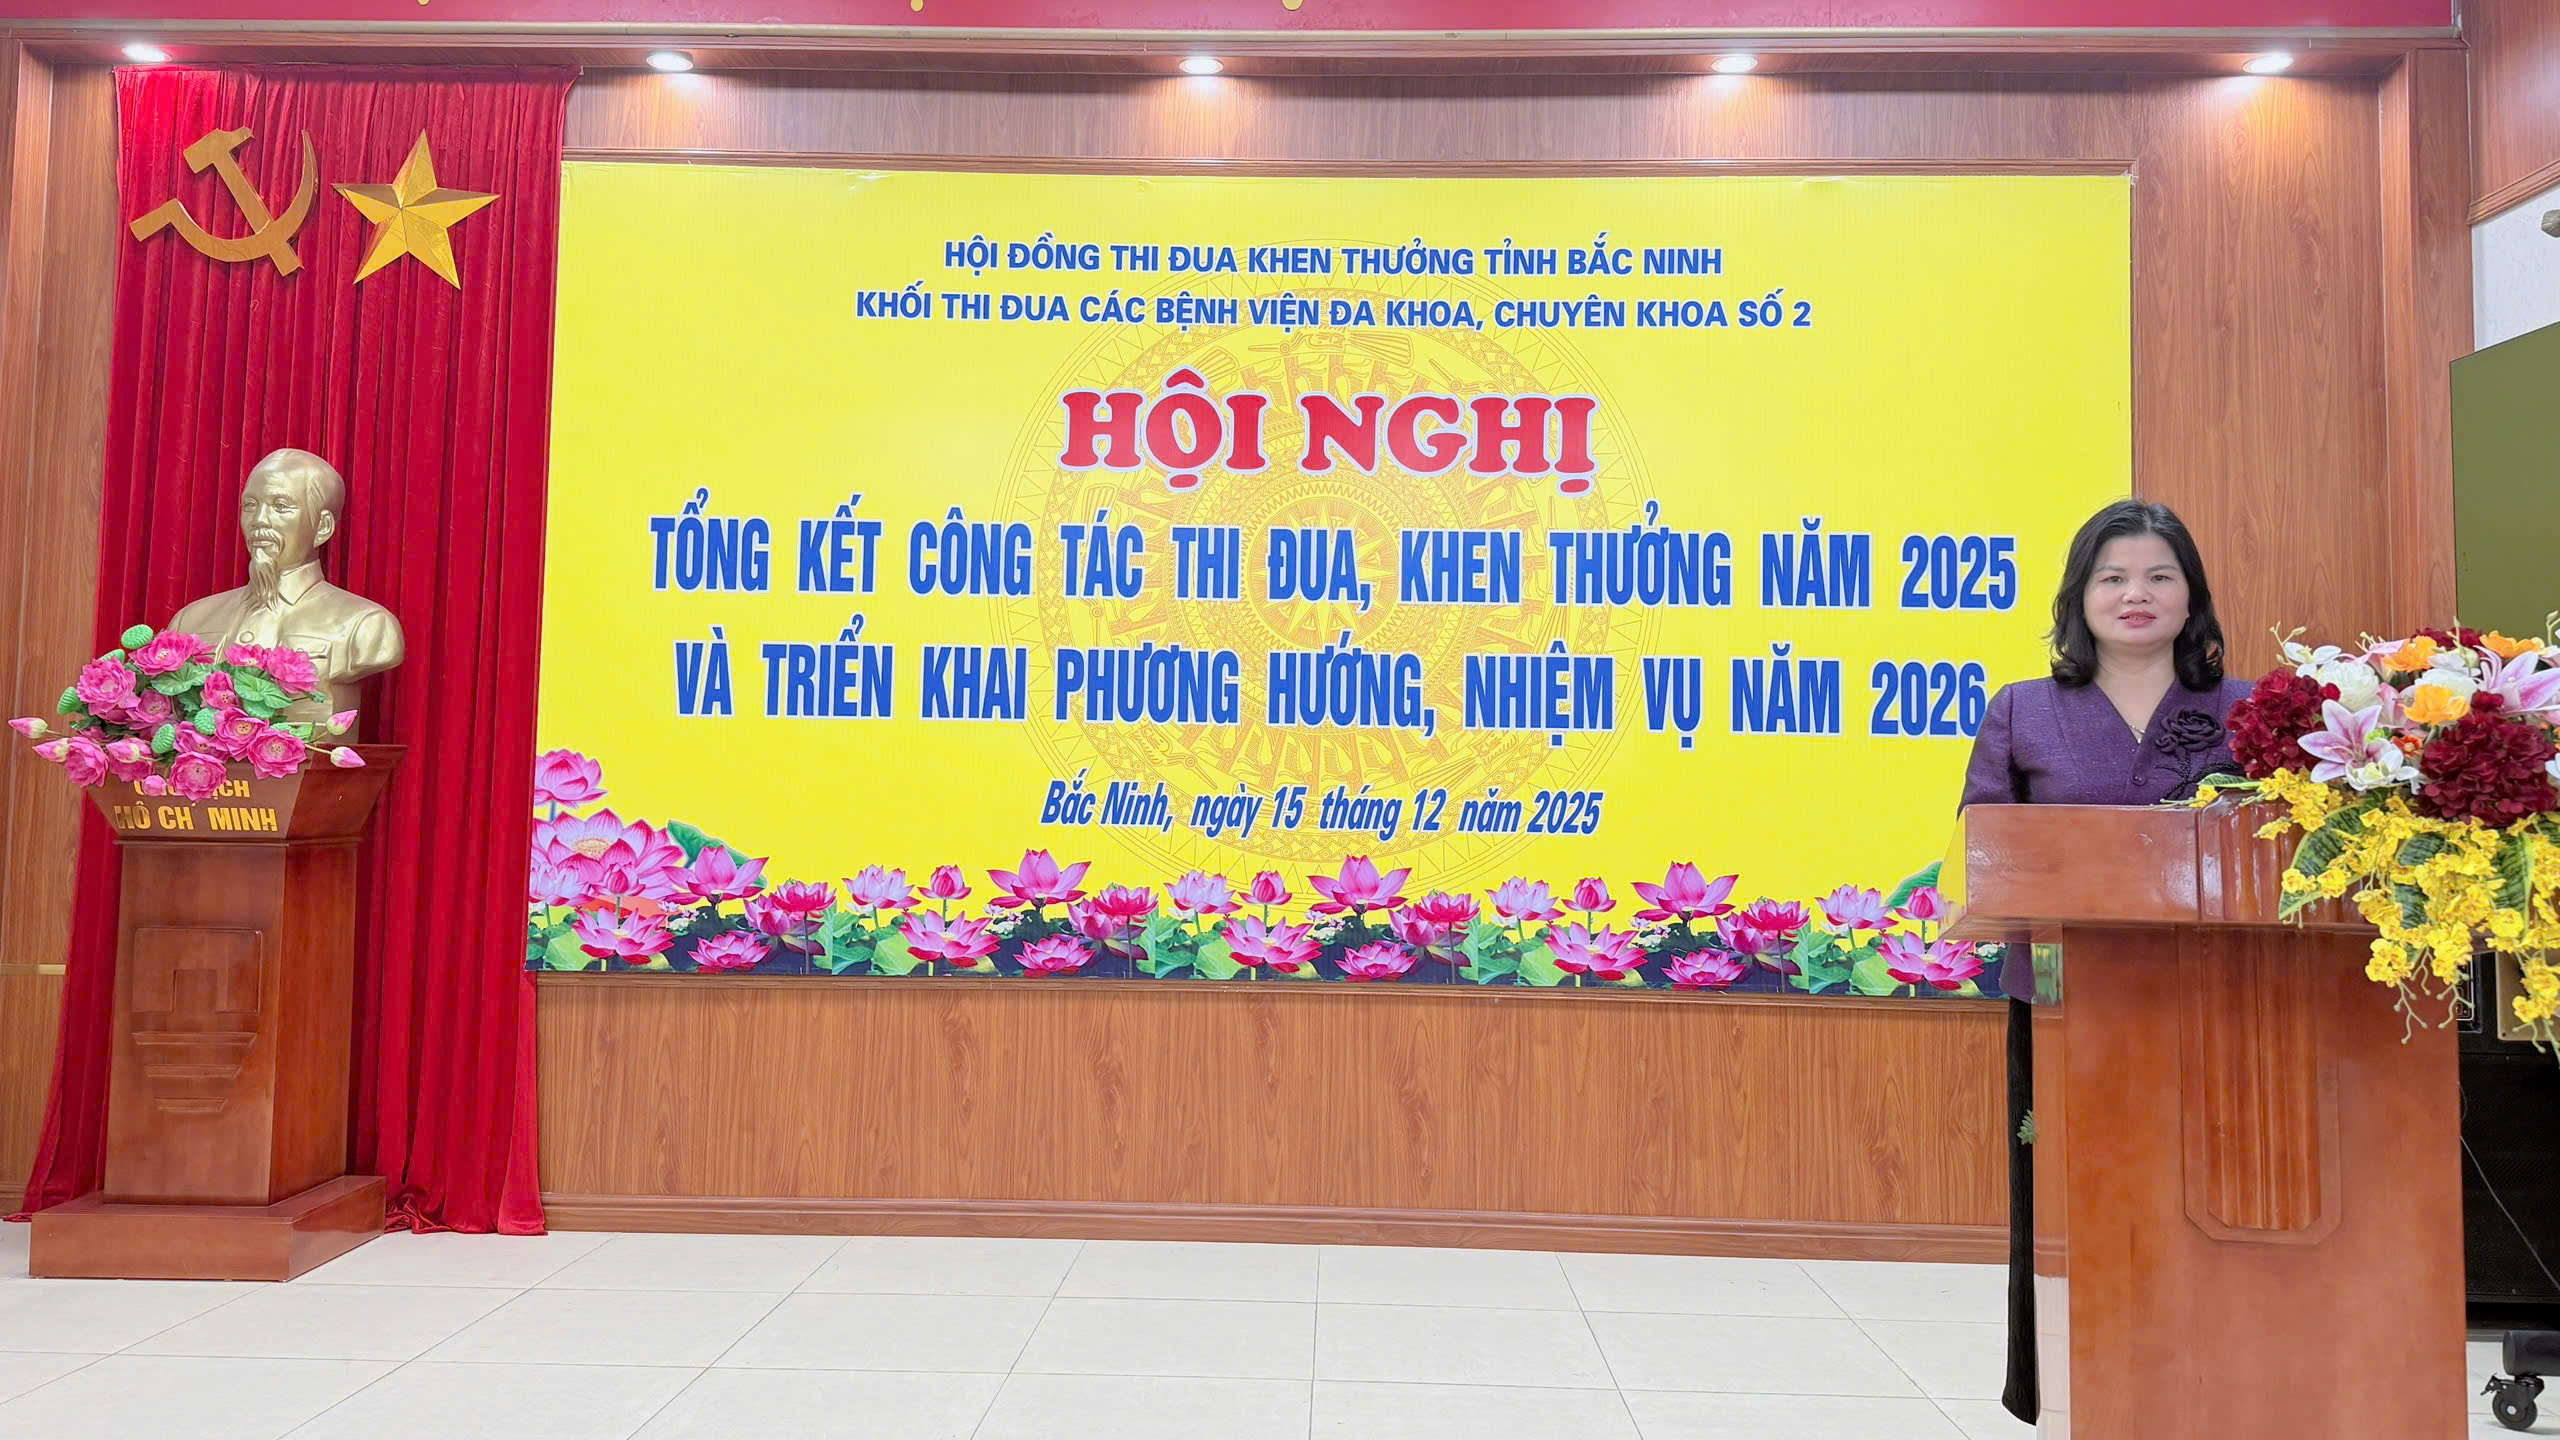 HỘI ĐỒNG THI ĐUA KHEN THƯỞNG TỈNH BẮC NINH
KHỐI THI ĐUA CÁC BỆNH VIỆN ĐA KHOA, CHUYÊN KHOA SỐ 2
HỘI NGHỊ
TỔNG KẾT CÔNG TÁC THI ĐUA, KHEN THƯỞNG NĂM 2025
VÀ TRIỂN KHAI PHƯƠNG HƯỚNG, NHIỆM VỤ NĂM 2026
Bắc Ninh, ngày 15 tháng 12 năm 2025
HỒ CHÍ MINH